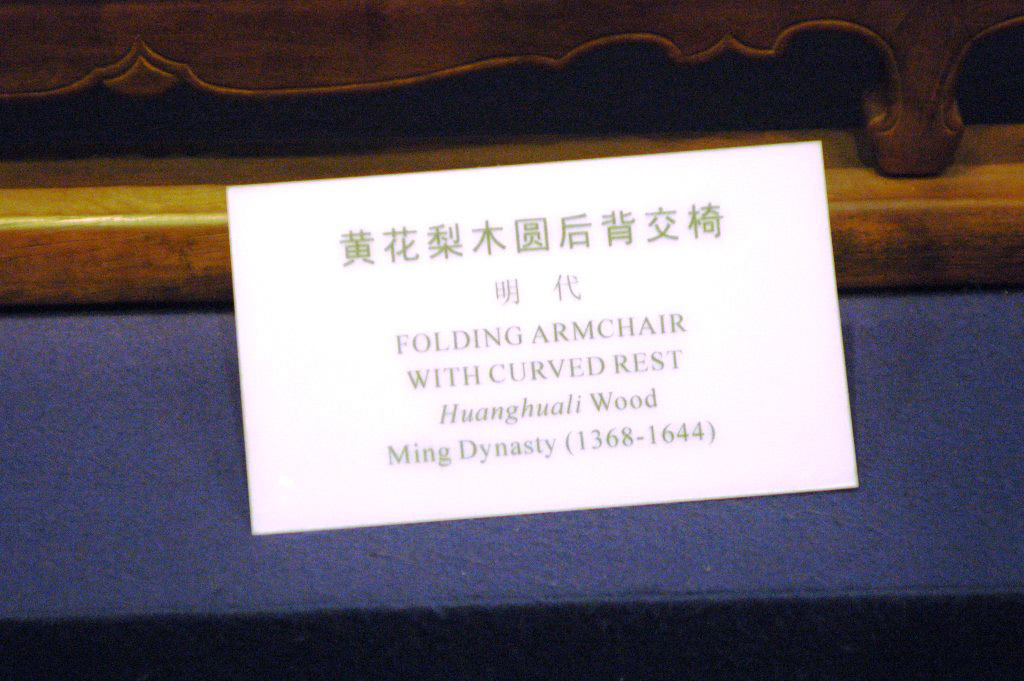 黄花梨木圆后背交椅
明 代
FOLDING ARMCHAIR
WITH CURVED REST
Huanghuali Wood
Ming Dynasty (1368-1644)